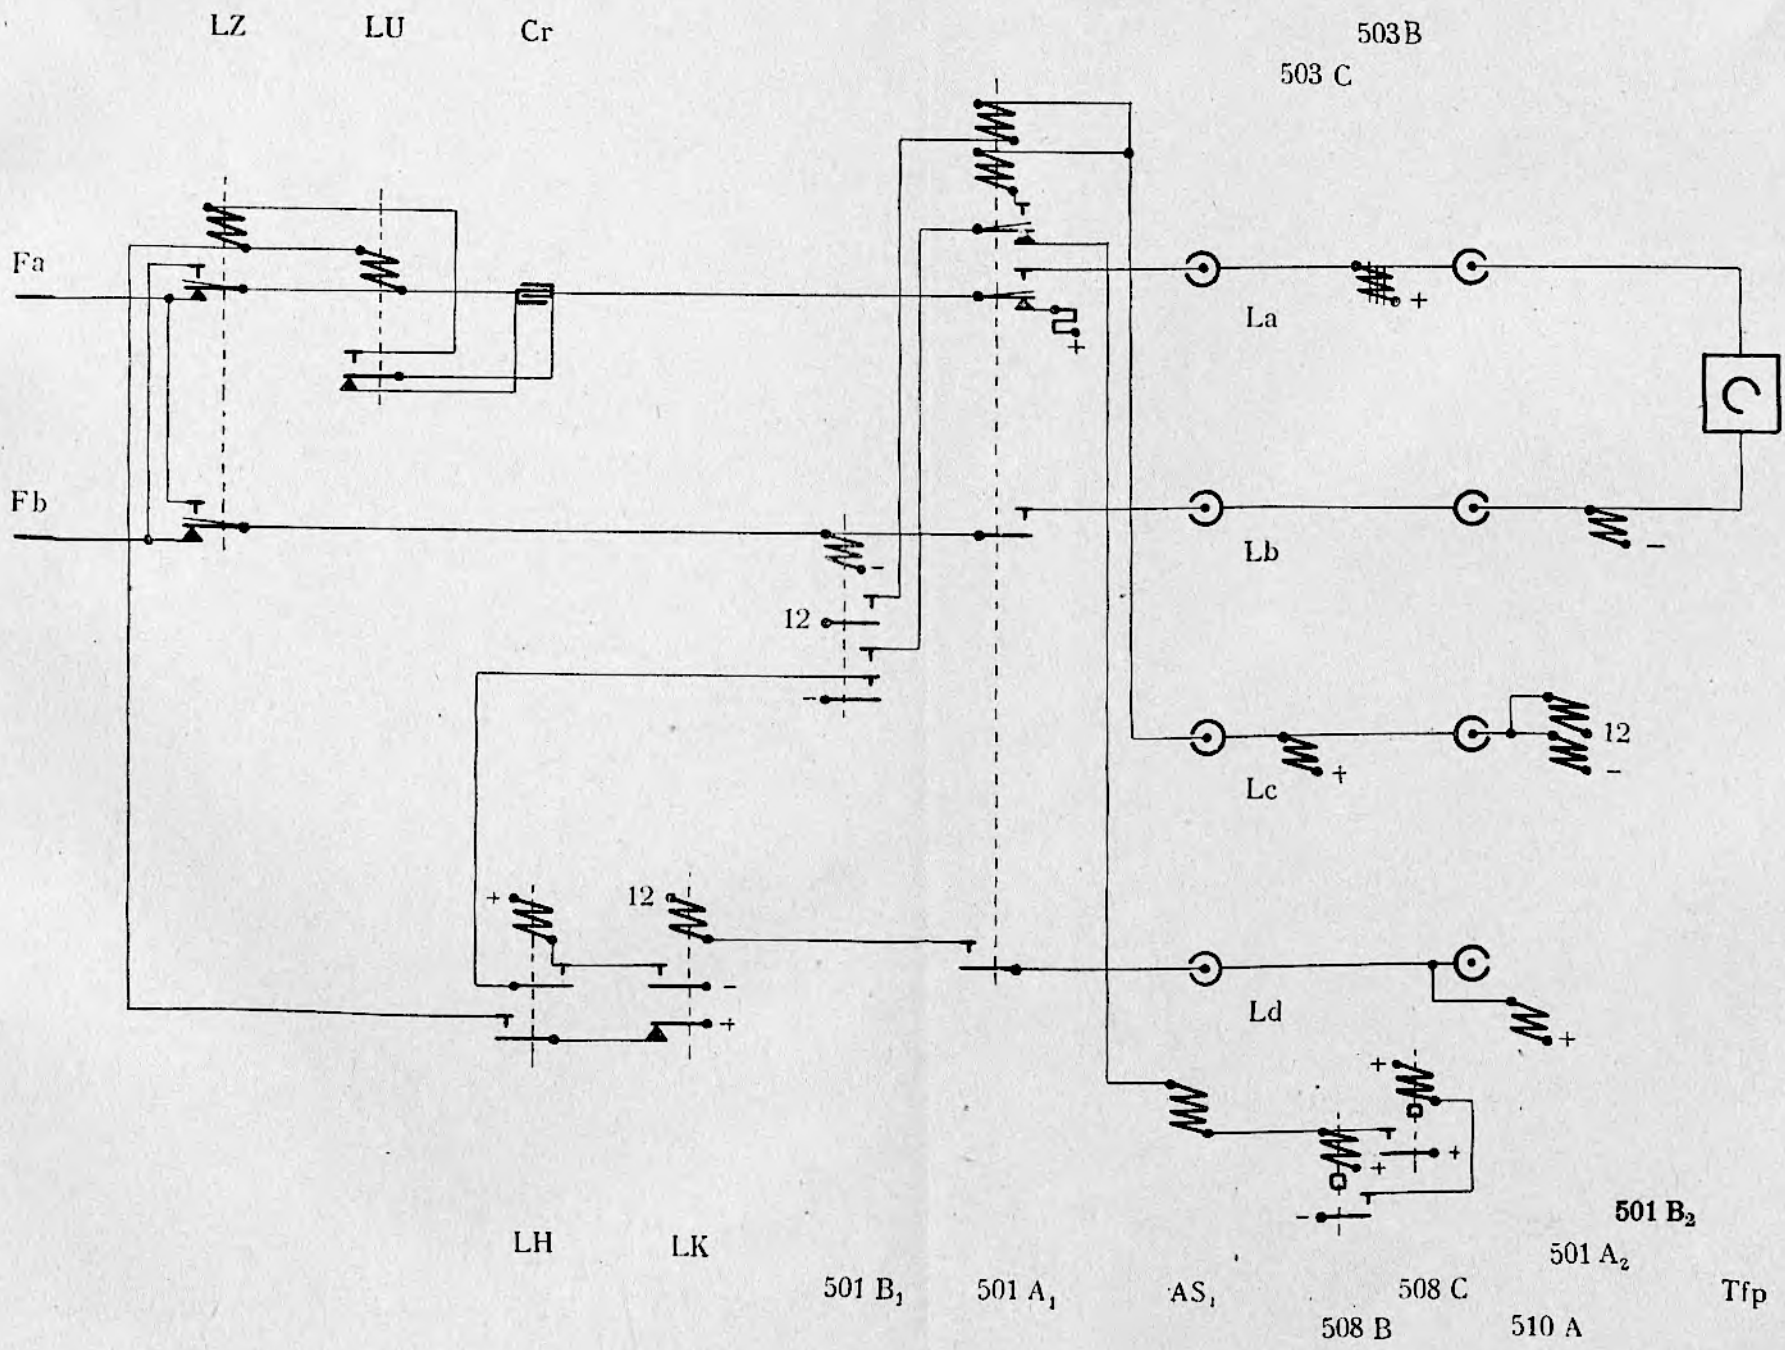 LZ LU Cr 503B
503 C
Fa
+
La
+
Fb
Lb
-
-
12
-
12
Lc
+
-
+
12
-
+
Ld
+
+
+
+
-
501 B₂
LH LK
501 A₂
501 B₁ 501 A₁ AS₁ 508 C Tfp
508 B 510 A